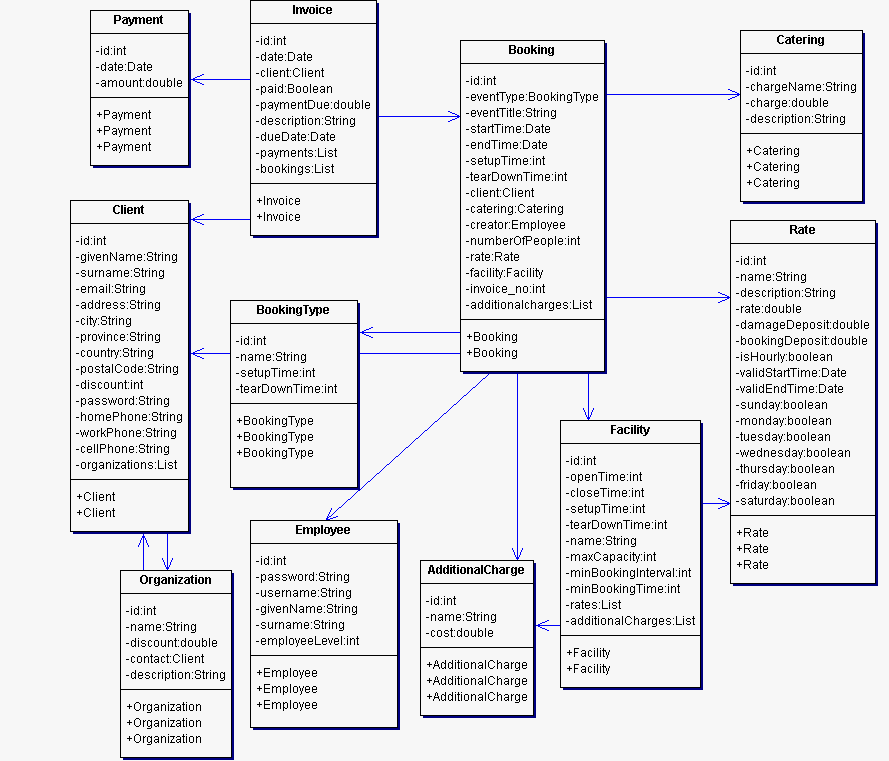 Payment
-id:int
-date:Date
-amount:double
+Payment
+Payment
+Payment
Invoice
-id:int
-date:Date
-client:Client
-paid:Boolean
-paymentDue:double
-description:String
-dueDate:Date
-payments:List
-bookings:List
+Invoice
+Invoice
Booking
-id:int
-eventType:BookingType
-eventTitle:String
-startTime:Date
-endTime:Date
-setupTime:int
-tearDownTime:int
-client:Client
-catering:Catering
-creator:Employee
-numberOfPeople:int
-rate:Rate
-facility:Facility
-invoice_no:int
-additionalcharges:List
+Booking
+Booking
Catering
-id:int
-chargeName:String
-charge:double
-description:String
+Catering
+Catering
+Catering
Client
-id:int
-givenName:String
-surname:String
-email:String
-address:String
-city:String
-province:String
-country:String
-postalCode:String
-discount:int
-password:String
-homePhone:String
-workPhone:String
-cellPhone:String
-organizations:List
+Client
+Client
BookingType
-id:int
-name:String
-setupTime:int
-tearDownTime:int
+BookingType
+BookingType
+BookingType
Rate
-id:int
-name:String
-description:String
-rate:double
-damageDeposit:double
-bookingDeposit:double
-isHourly:boolean
-validStartTime:Date
-validEndTime:Date
-sunday:boolean
-monday:boolean
-tuesday:boolean
-wednesday:boolean
-thursday:boolean
-friday:boolean
-saturday:boolean
+Rate
+Rate
+Rate
Facility
-id:int
-openTime:int
-closeTime:int
-setupTime:int
-tearDownTime:int
-name:String
-maxCapacity:int
-minBookingInterval:int
-minBookingTime:int
-rates:List
-additionalCharges:List
+Facility
+Facility
Organization
-id:int
-name:String
-discount:double
-contact:Client
-description:String
+Organization
+Organization
+Organization
Employee
-id:int
-password:String
-username:String
-givenName:String
-surname:String
-employeeLevel:int
+Employee
+Employee
+Employee
AdditionalCharge
-id:int
-name:String
-cost:double
+AdditionalCharge
+AdditionalCharge
+AdditionalCharge